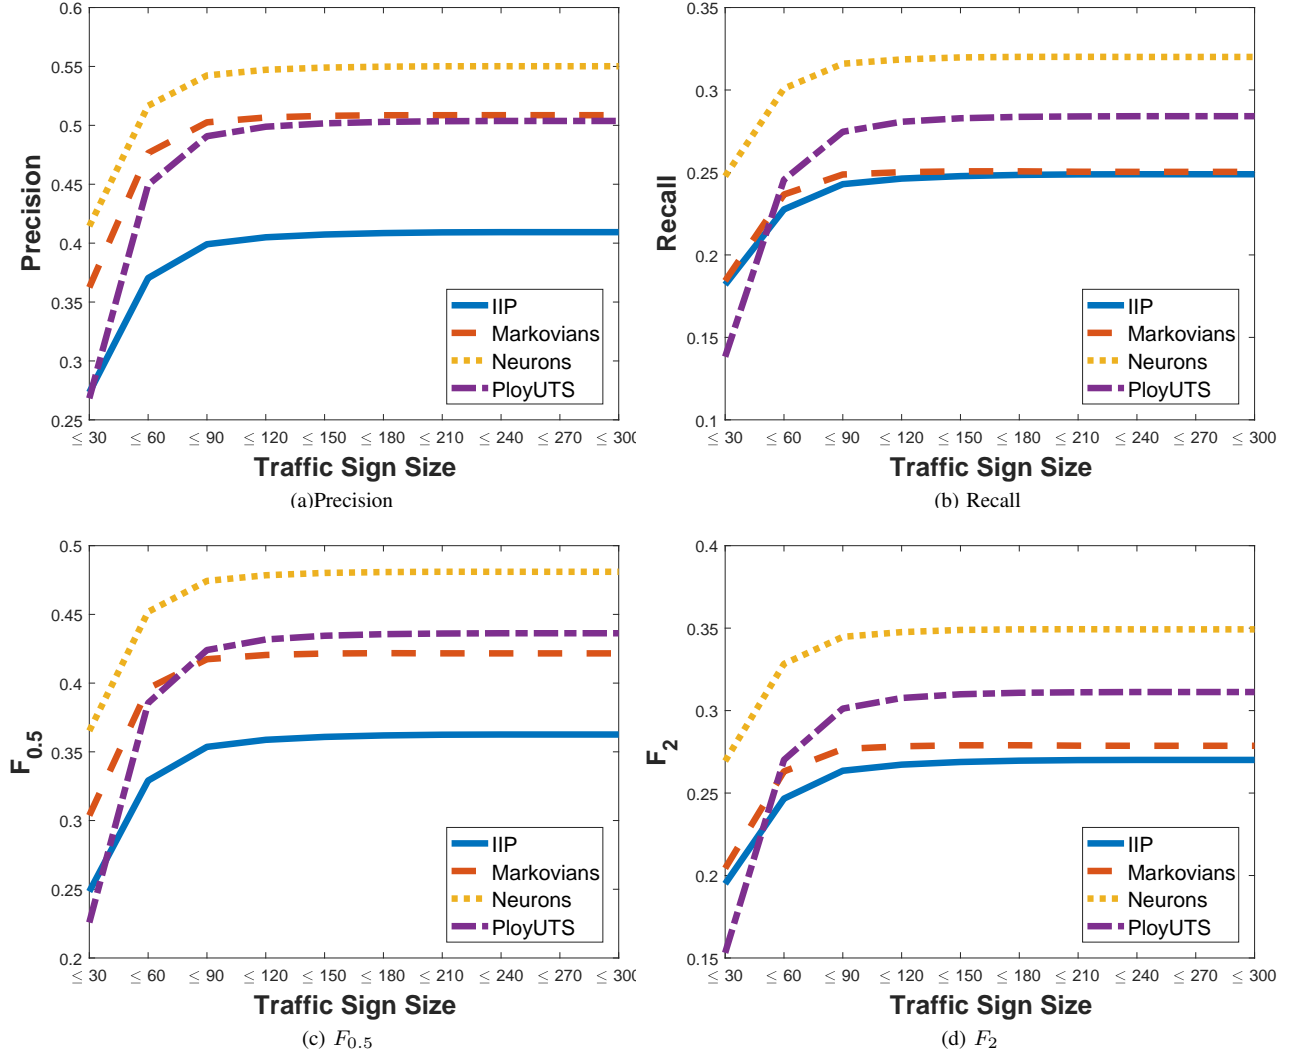 0.6
0.55
0.5
0.45
0.4
0.35
0.3
0.25
Precision
≤ 30 ≤ 60 ≤ 90 ≤ 120 ≤ 150 ≤ 180 ≤ 210 ≤ 240 ≤ 270 ≤ 300
Traffic Sign Size
IIP
Markovians
Neurons
PloyUTS
(a)Precision
0.35
0.3
0.25
0.2
0.15
0.1
Recall
≤ 30 ≤ 60 ≤ 90 ≤ 120 ≤ 150 ≤ 180 ≤ 210 ≤ 240 ≤ 270 ≤ 300
Traffic Sign Size
IIP
Markovians
Neurons
PloyUTS
(b) Recall
0.5
0.45
0.4
0.35
0.3
0.25
0.2
F0.5
≤ 30 ≤ 60 ≤ 90 ≤ 120 ≤ 150 ≤ 180 ≤ 210 ≤ 240 ≤ 270 ≤ 300
Traffic Sign Size
IIP
Markovians
Neurons
PloyUTS
(c) F0.5
0.4
0.35
0.3
0.25
0.2
0.15
F2
≤ 30 ≤ 60 ≤ 90 ≤ 120 ≤ 150 ≤ 180 ≤ 210 ≤ 240 ≤ 270 ≤ 300
Traffic Sign Size
IIP
Markovians
Neurons
PloyUTS
(d) F2